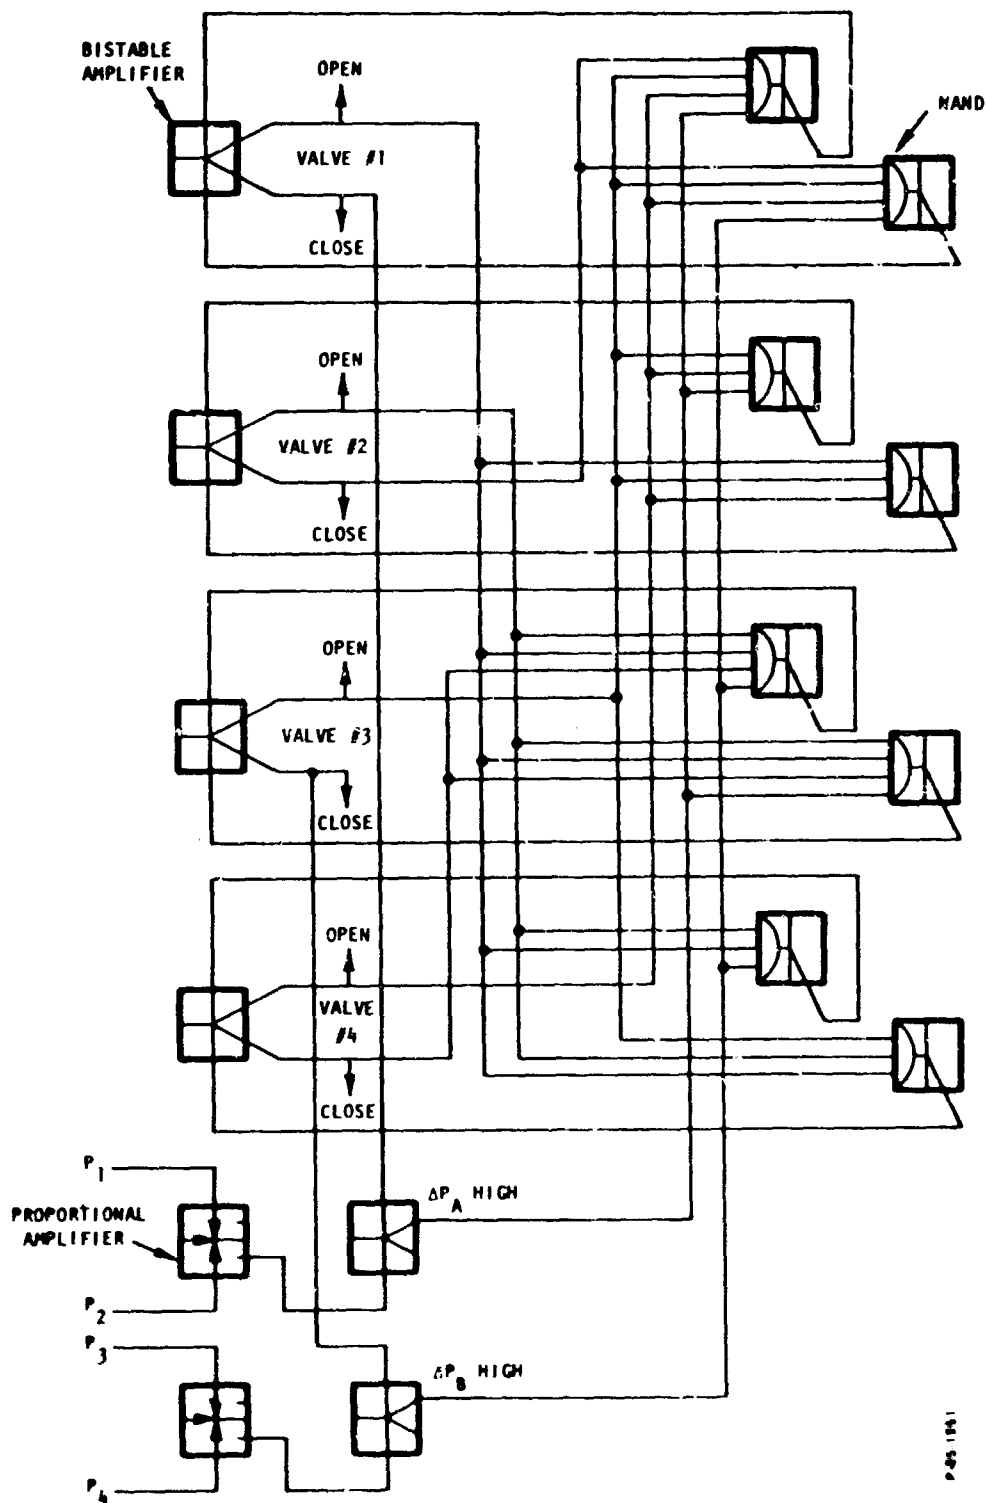 BISTABLE
AMPLIFIER
OPEN
VALVE #1
CLOSE
NAND
OPEN
VALVE #2
CLOSE
OPEN
VALVE #3
CLOSE
OPEN
VALVE
#4
CLOSE
P1
PROPORTIONAL
AMPLIFIER
P2
ΔPA HIGH
P3
ΔPB HIGH
P4